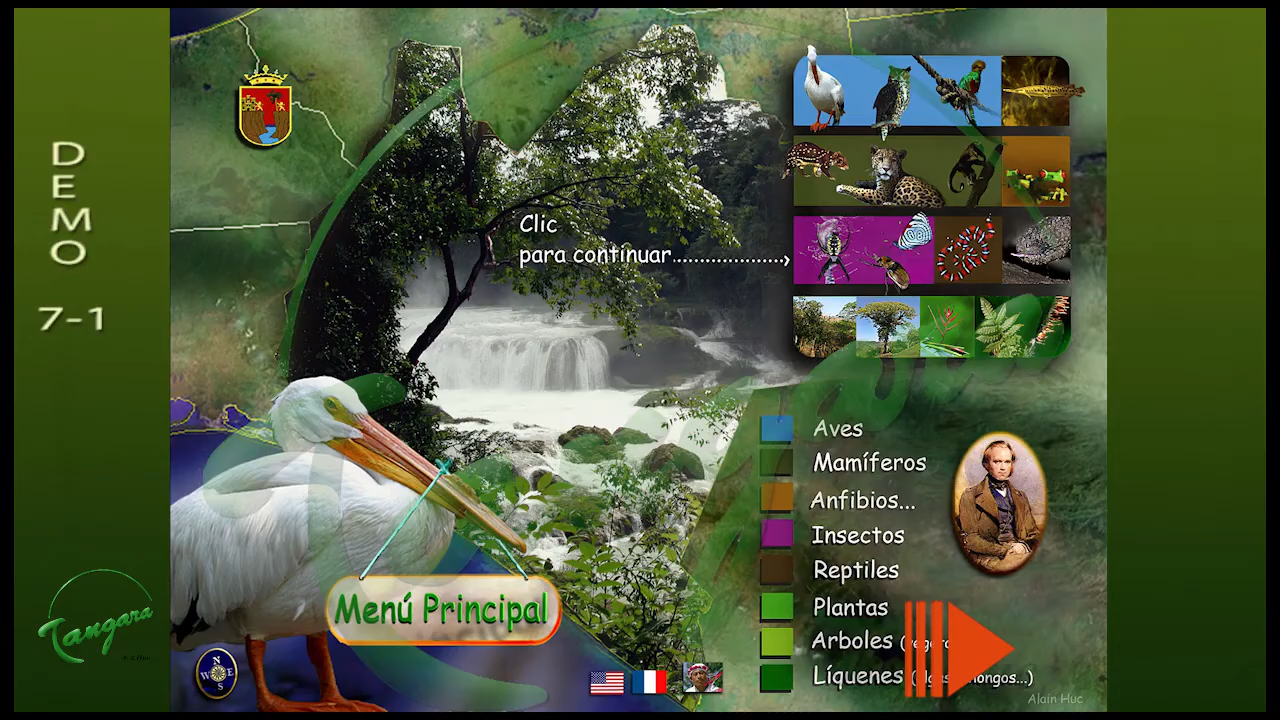 DEMO
7-1
Clic
para continuar....................,
Menú Principal
Aves
Mamíferos
Anfibios...
Insectos
Reptiles
Plantas
Arboles
Líquenes
Tangara
N
W E
S
Alain Huc